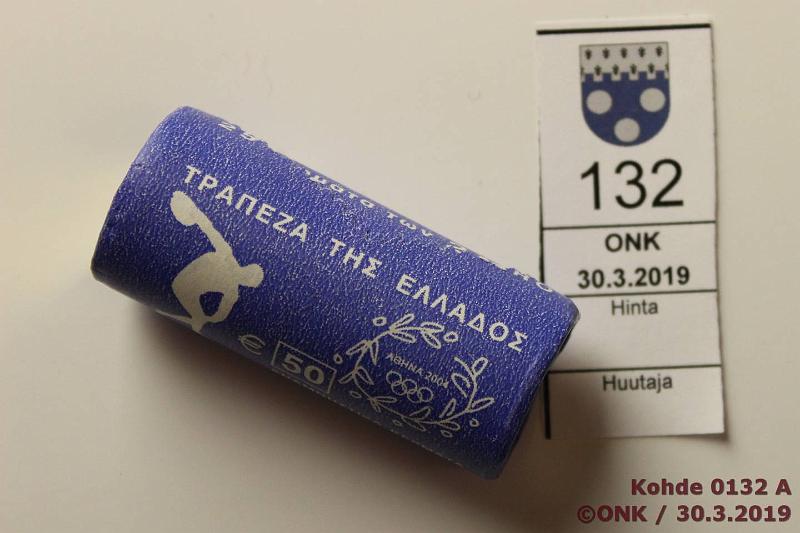 ΤΡΑΠΕΖΑ ΤΗΣ ΕΛΛΑΔΟΣ
€ 50
ΑΘΗΝΑ 2004
132
ONK
30.3.2019
Hinta
Huutaja
Kohde 0132 A
©ONK / 30.3.2019